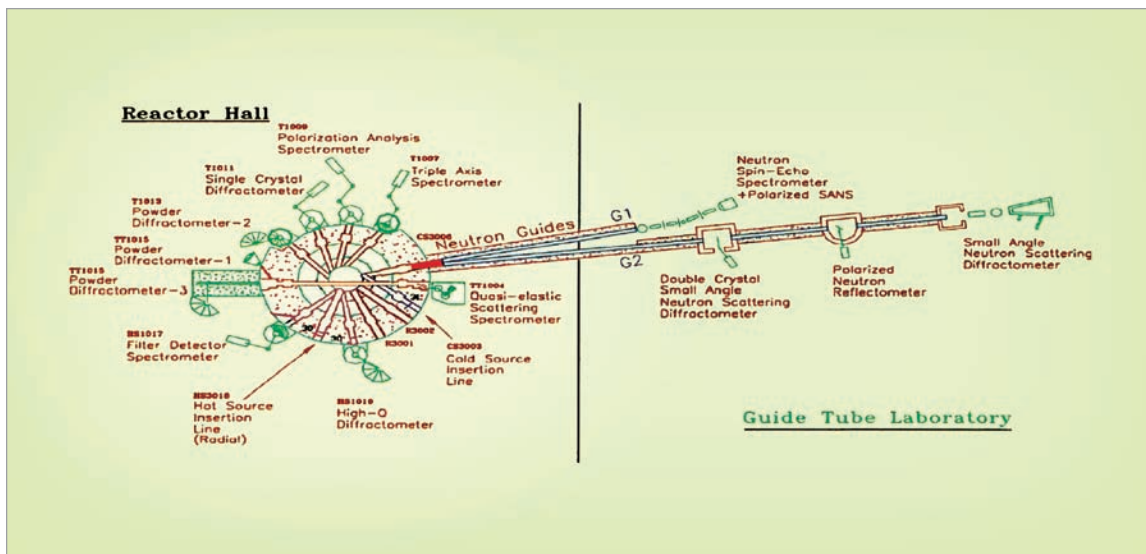 Reactor Hall
T1009
Polarization Analysis
Spectrometer
T1007
Triple Axis
Spectrometer
T1011
Single Crystal
Diffractometer
T1013
Powder
Diffractometer-2
TT1015
Powder
Diffractometer-1
TT1015
Powder
Diffractometer-3
HS1017
Filter Detector
Spectrometer
HS3018
Hot Source
Insertion
Line
(Radial)
HS1019
High-Q
Diffractometer
R3001
R3002
CS3003
Cold Source
Insertion
Line
TT1004
Quasi-elastic
Scattering
Spectrometer
Neutron Guides
G1
G2
Neutron
Spin-Echo
Spectrometer
+Polarized SANS
Double Crystal
Small Angle
Neutron Scattering
Diffractometer
Polarized
Neutron
Reflectometer
Small Angle
Neutron Scattering
Diffractometer
Guide Tube Laboratory